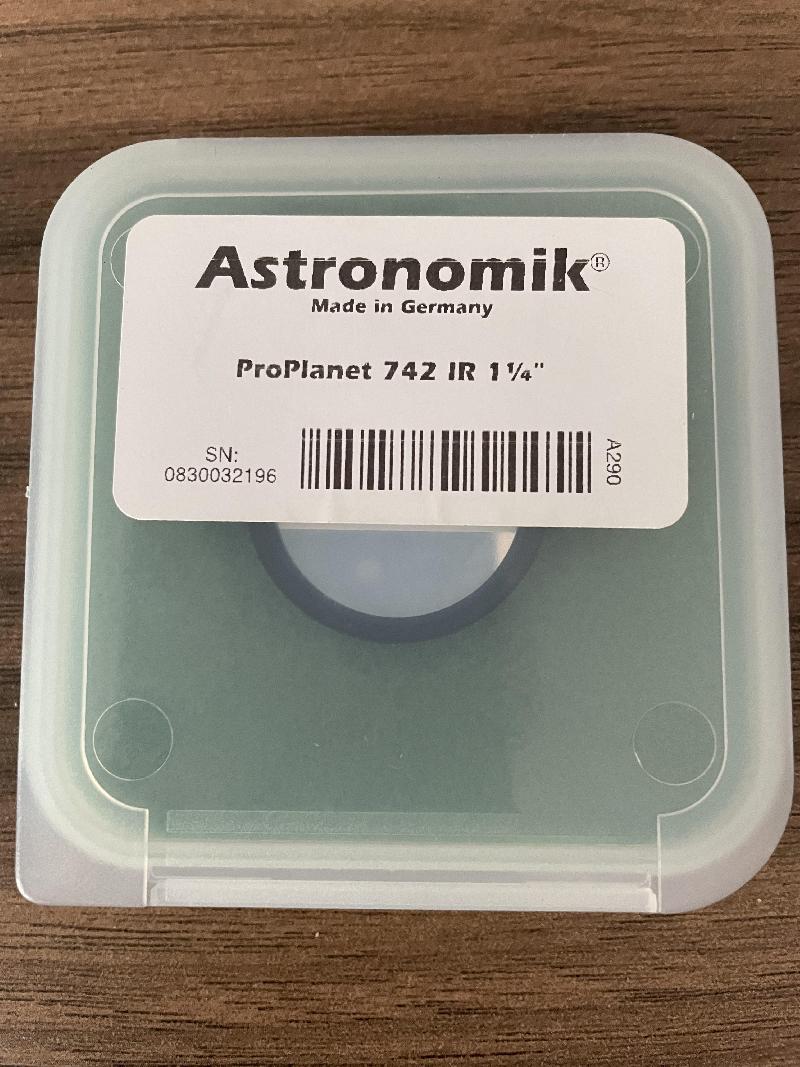 Astronomik®
Made in Germany
ProPlanet 742 IR 1¼"
SN:
0830032196
A290